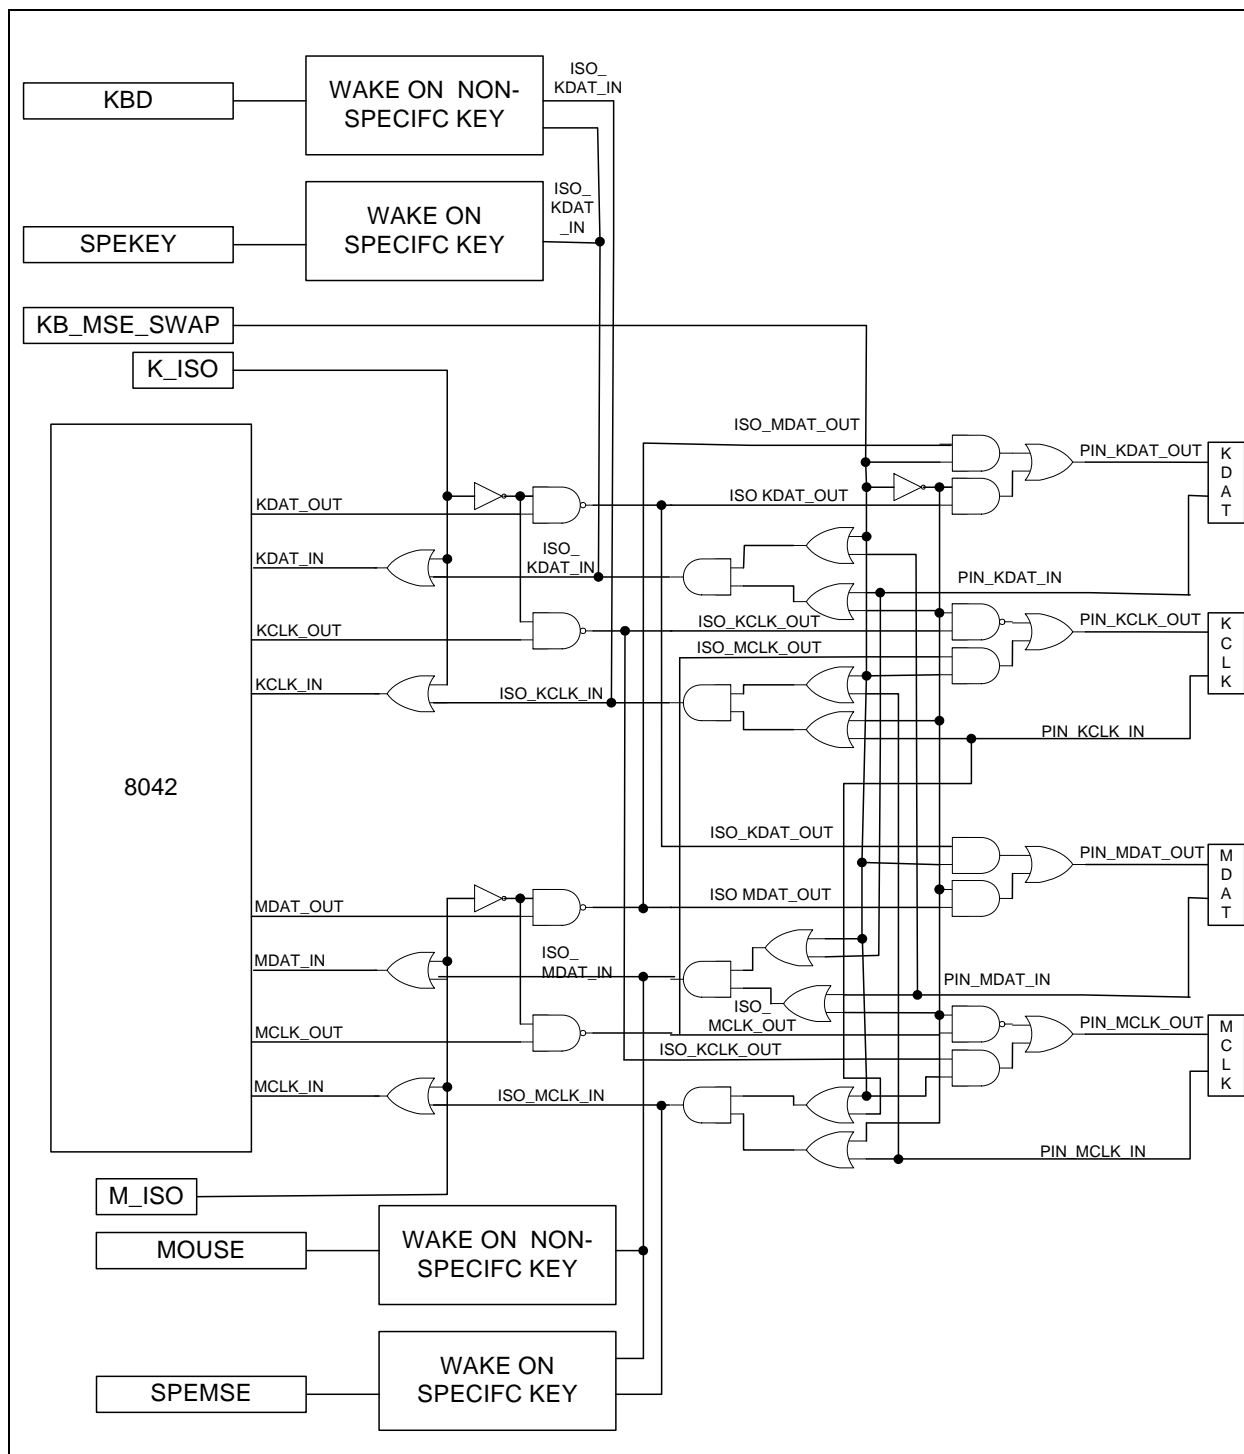 KBD
WAKE ON NON-
SPECIFC KEY
ISO_
KDAT_IN
SPEKEY
WAKE ON
SPECIFC KEY
ISO_
KDAT
_IN
KB_MSE_SWAP
K_ISO
8042
KDAT_OUT
KDAT_IN
KCLK_OUT
KCLK_IN
MDAT_OUT
MDAT_IN
MCLK_OUT
MCLK_IN
ISO_MDAT_OUT
ISO KDAT_OUT
ISO_
KDAT_IN
ISO_KCLK_OUT
ISO_MCLK_OUT
ISO_KCLK_IN
PIN_KDAT_OUT
PIN_KDAT_IN
PIN_KCLK_OUT
PIN_KCLK_IN
K
D
A
T
K
C
L
K
ISO_KDAT_OUT
ISO MDAT_OUT
ISO_
MDAT_IN
ISO_
MCLK_OUT
ISO_KCLK_OUT
ISO_MCLK_IN
PIN_MDAT_OUT
PIN_MDAT_IN
PIN_MCLK_OUT
PIN_MCLK_IN
M
D
A
T
M
C
L
K
M_ISO
MOUSE
WAKE ON NON-
SPECIFC KEY
SPEMSE
WAKE ON
SPECIFC KEY